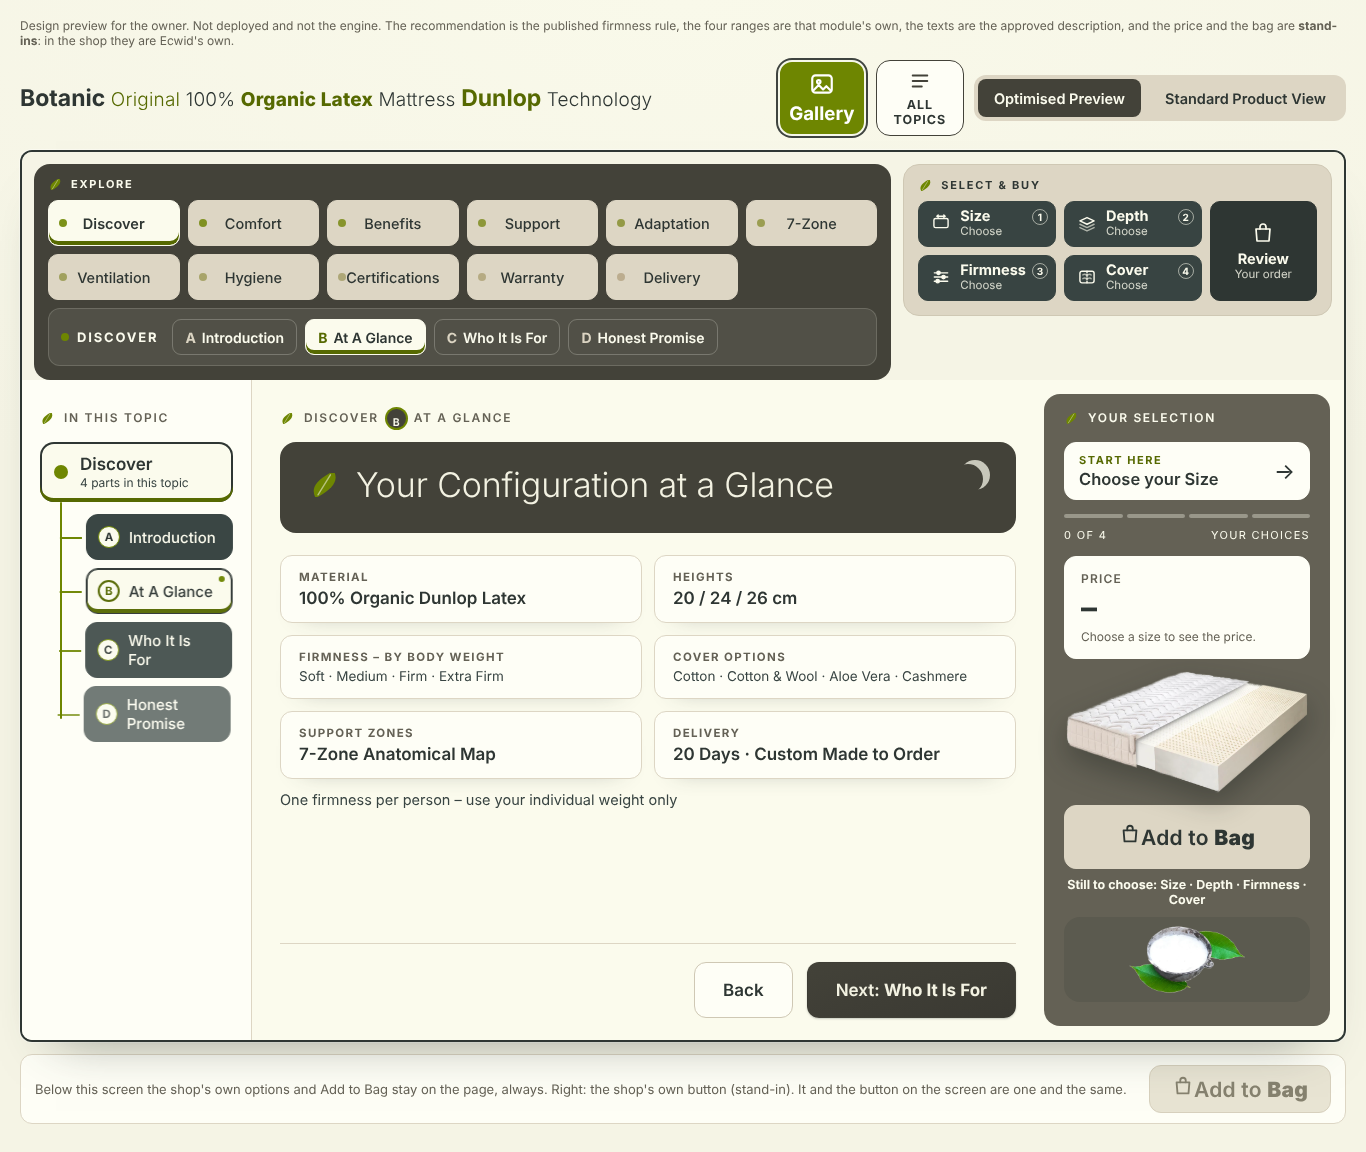 Design preview for the owner. Not deployed and not the engine. The recommendation is the published firmness rule, the four ranges are that module's own, the texts are the approved description, and the price and the bag are stand-
ins: in the shop they are Ecwid's own.
Botanic Original 100% Organic Latex Mattress Dunlop Technology
Gallery
ALL
TOPICS
Optimised Preview
Standard Product View
EXPLORE
Discover
Comfort
Benefits
Support
Adaptation
7-Zone
Ventilation
Hygiene
Certifications
Warranty
Delivery
DISCOVER
A Introduction
B At A Glance
C Who It Is For
D Honest Promise
SELECT & BUY
Size
Choose
1
Depth
Choose
2
Firmness
Choose
3
Cover
Choose
4
Review
Your order
IN THIS TOPIC
Discover
4 parts in this topic
A Introduction
B At A Glance
C Who It Is
For
D Honest
Promise
DISCOVER B AT A GLANCE
Your Configuration at a Glance
MATERIAL
100% Organic Dunlop Latex
HEIGHTS
20 / 24 / 26 cm
FIRMNESS – BY BODY WEIGHT
Soft · Medium · Firm · Extra Firm
COVER OPTIONS
Cotton · Cotton & Wool · Aloe Vera · Cashmere
SUPPORT ZONES
7-Zone Anatomical Map
DELIVERY
20 Days · Custom Made to Order
One firmness per person – use your individual weight only
Back
Next: Who It Is For
YOUR SELECTION
START HERE
Choose your Size
0 OF 4
YOUR CHOICES
PRICE
–
Choose a size to see the price.
Add to Bag
Still to choose: Size · Depth · Firmness ·
Cover
Below this screen the shop's own options and Add to Bag stay on the page, always. Right: the shop's own button (stand-in). It and the button on the screen are one and the same.
Add to Bag